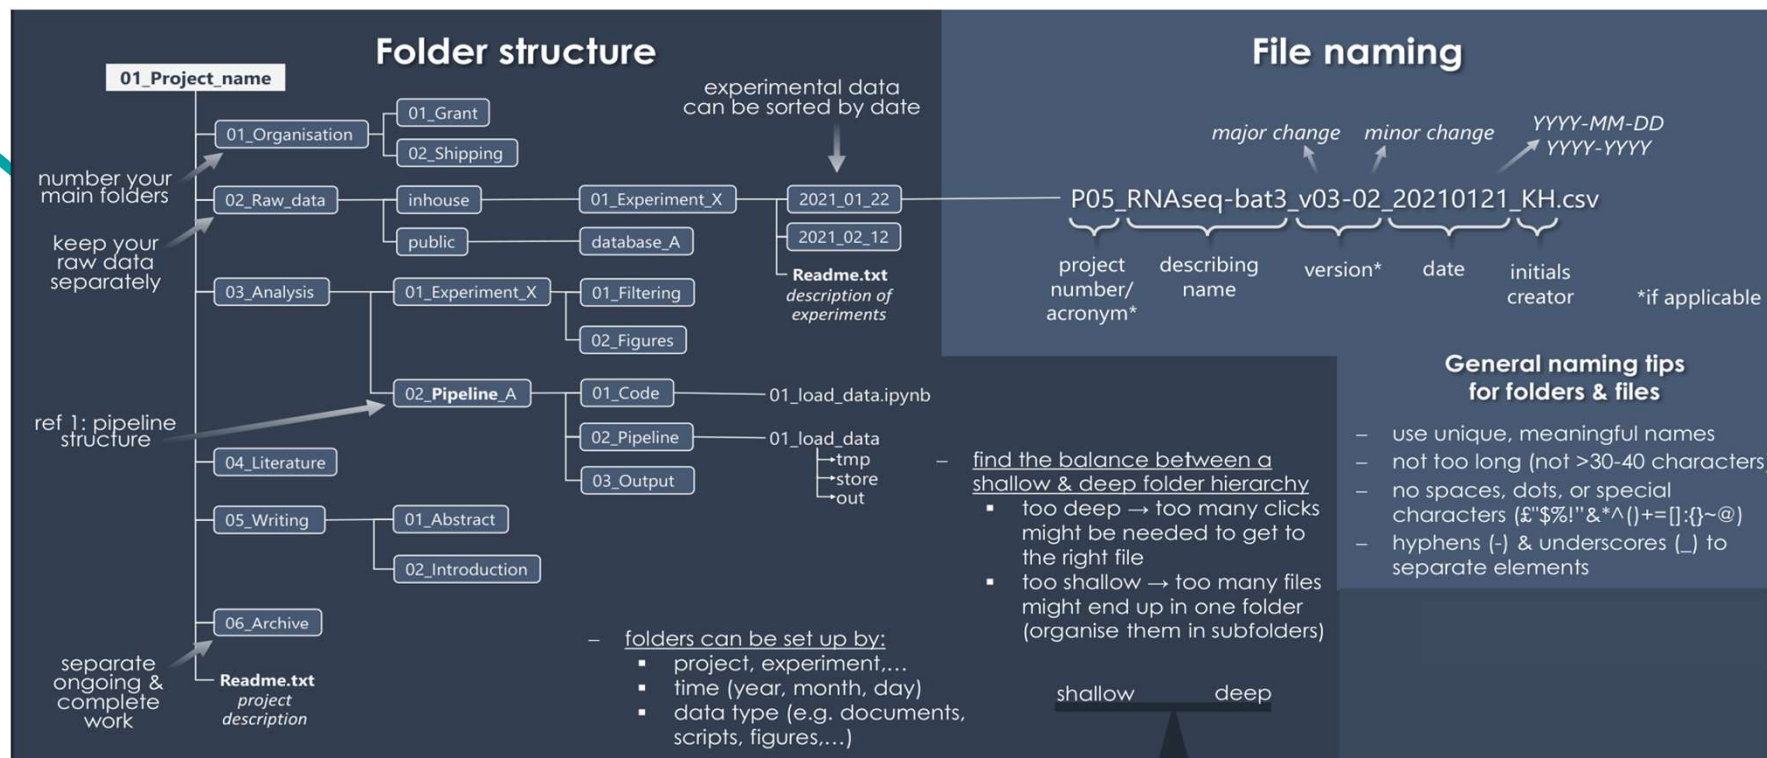 Folder structure
01_Project_name
01_Organisation
01_Grant
02_Shipping
number your
main folders
experimental data
can be sorted by date
02_Raw_data
inhouse
01_Experiment_X
2021_01_22
public
database_A
2021_02_12
Readme.txt
description of
experiments
keep your
raw data
separately
03_Analysis
01_Experiment_X
01_Filtering
02_Figures
02_Pipeline_A
01_Code
01_load_data.ipynb
02_Pipeline
01_load_data
tmp
store
out
03_Output
ref 1: pipeline
structure
04_Literature
05_Writing
01_Abstract
02_Introduction
06_Archive
separate
ongoing &
complete
work
Readme.txt
project
description
– folders can be set up by:
▪ project, experiment,...
▪ time (year, month, day)
▪ data type (e.g. documents,
scripts, figures,...)
– find the balance between a
shallow & deep folder hierarchy
▪ too deep → too many clicks
might be needed to get to
the right file
▪ too shallow → too many files
might end up in one folder
(organise them in subfolders)
shallow deep
File naming
major change minor change YYYY-MM-DD
YYYY-YYYY
P05_RNAseq-bat3_v03-02_20210121_KH.csv
project
number/
acronym*
describing
name
version*
date
initials
creator
*if applicable
General naming tips
for folders & files
– use unique, meaningful names
– not too long (not >30-40 characters)
– no spaces, dots, or special
characters (£"$%!"&*^()+=[]:{}~@)
– hyphens (-) & underscores (_) to
separate elements